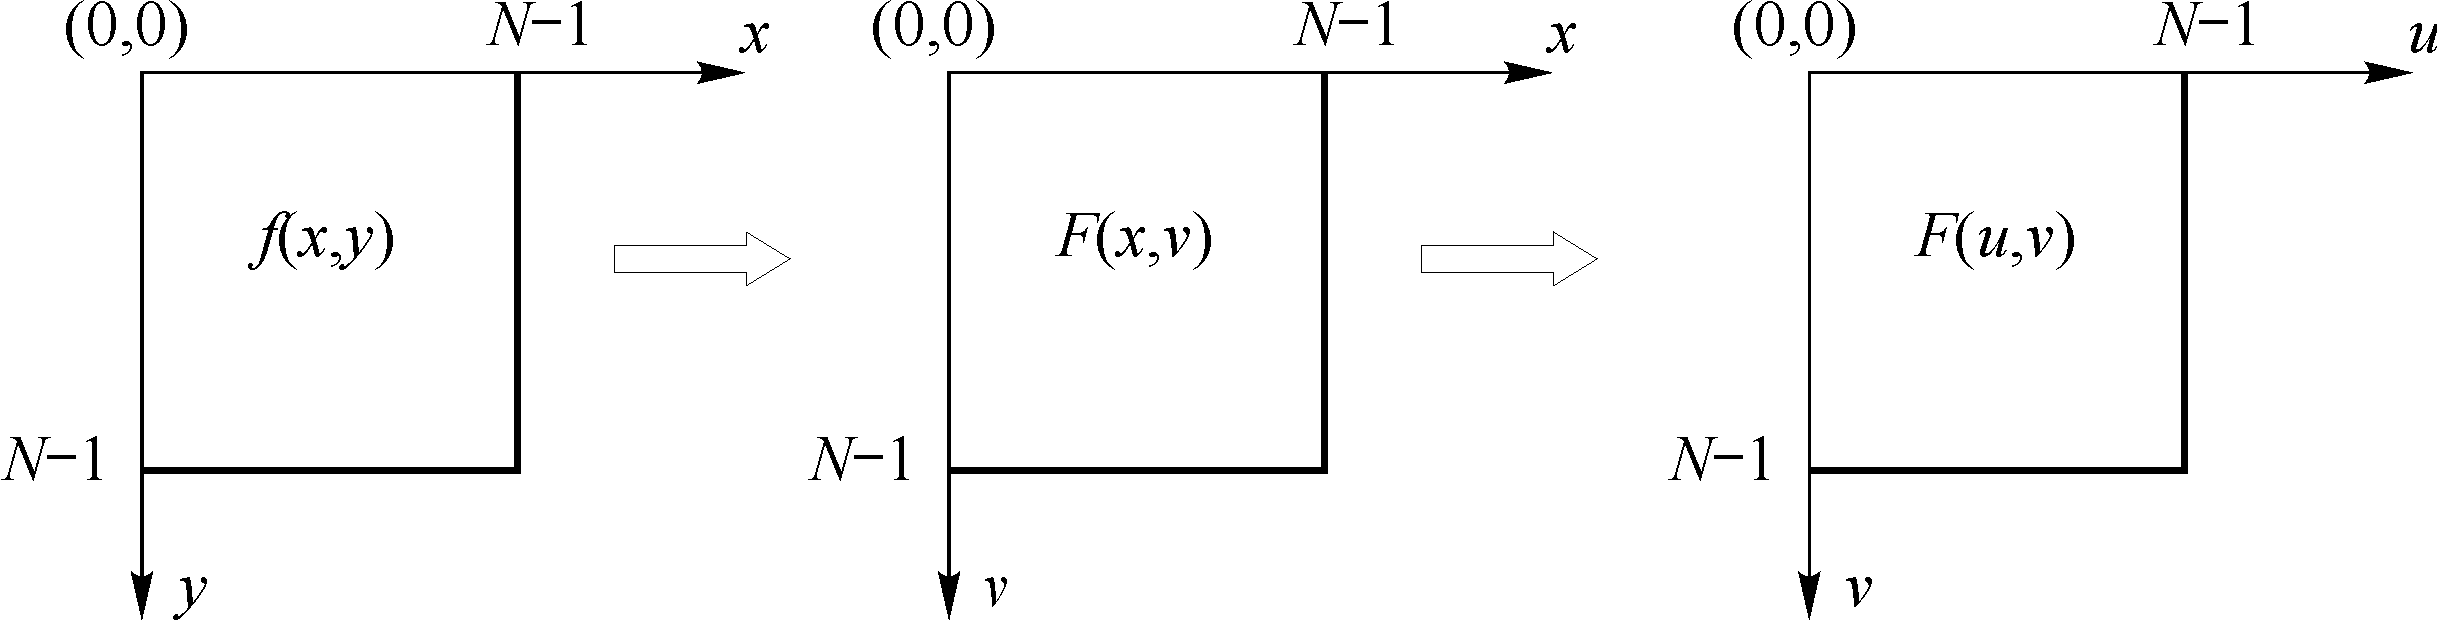 (0,0) N−1 x (0,0) N−1 x (0,0) N−1 u
f(x,y) F(x,v) F(u,v)
N−1 N−1 N−1
y v v